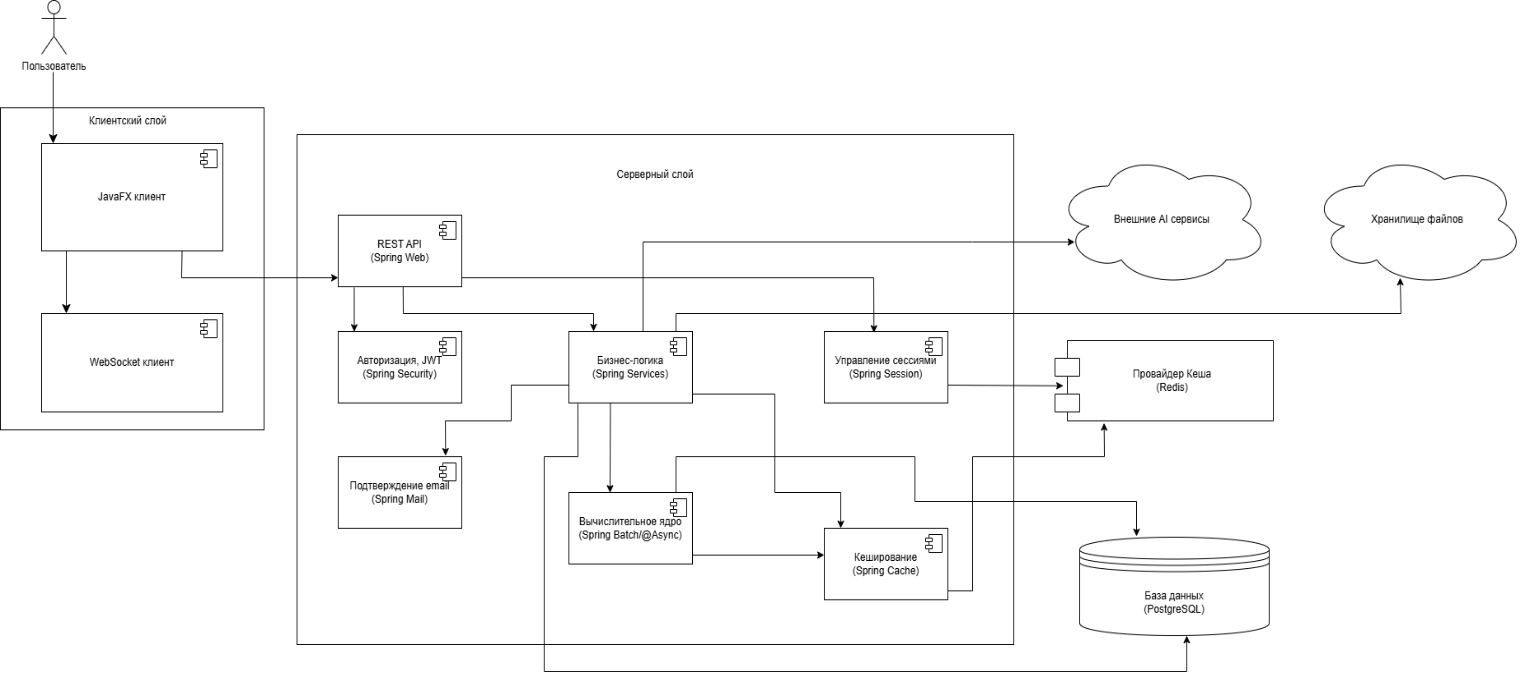 Пользователь
Клиентский слой
JavaFX клиент
WebSocket клиент
Серверный слой
REST API
(Spring Web)
Авторизация, JWT
(Spring Security)
Бизнес-логика
(Spring Services)
Управление сессиями
(Spring Session)
Подтверждение email
(Spring Mail)
Вычислительное ядро
(Spring Batch/@Async)
Кеширование
(Spring Cache)
Внешние AI сервисы
Хранилище файлов
Провайдер Кеша
(Redis)
База данных
(PostgreSQL)